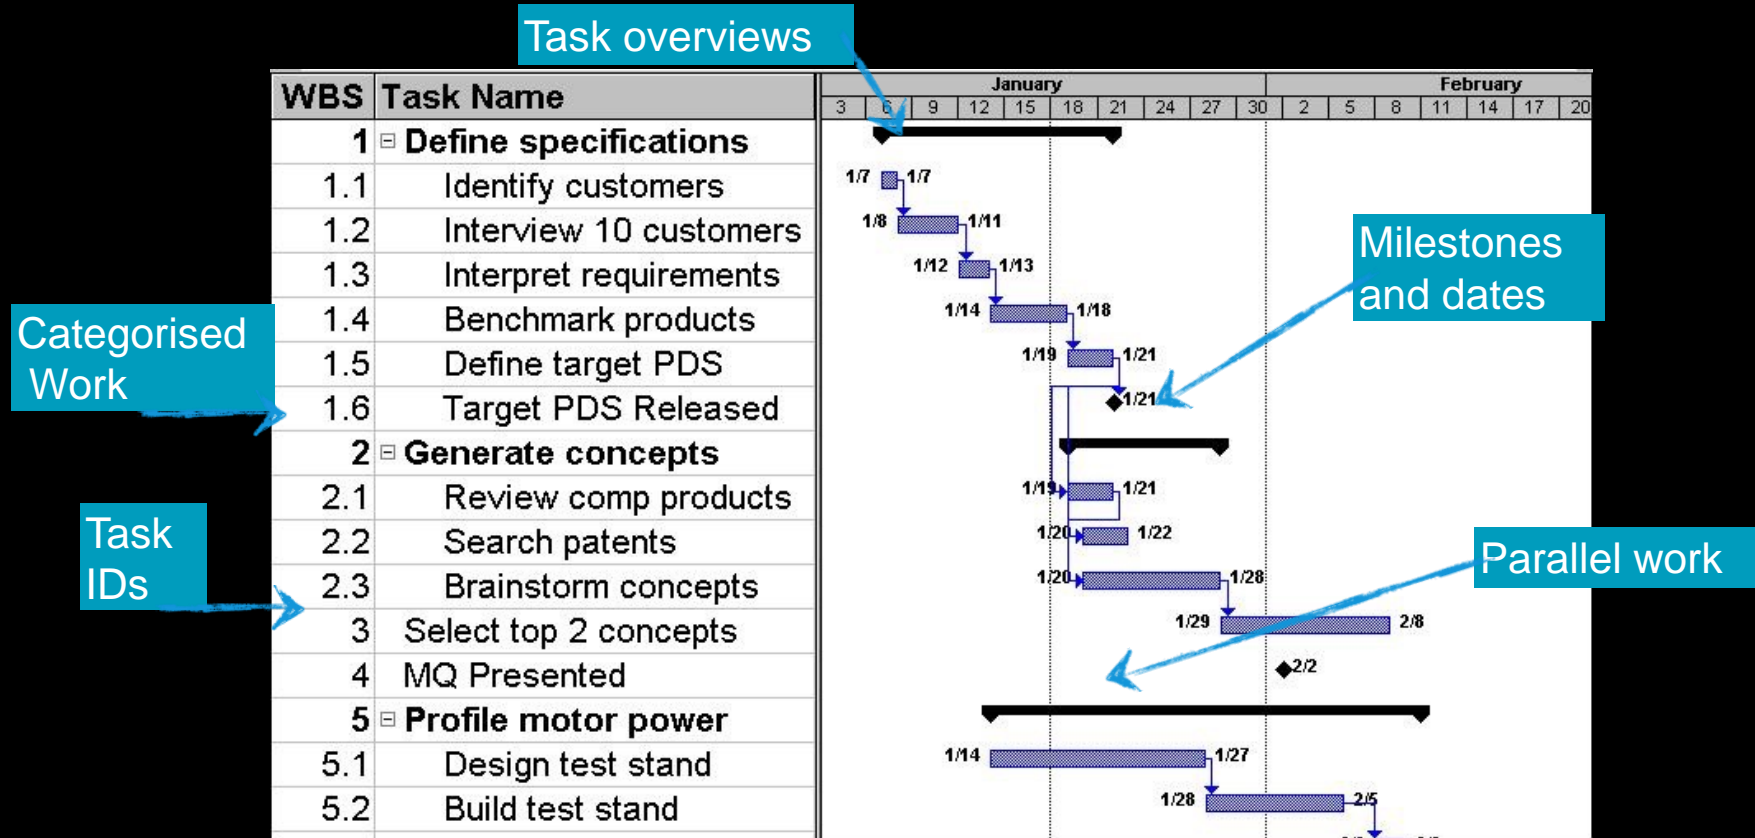 Task overviews
WBS Task Name January February
3 6 9 12 15 18 21 24 27 30 2 5 8 11 14 17 20
1 Define specifications
1.1 Identify customers 1/7 1/7
1.2 Interview 10 customers 1/8 1/11
1.3 Interpret requirements 1/12 1/13
1.4 Benchmark products 1/14 1/18
1.5 Define target PDS 1/19 1/21
1.6 Target PDS Released 1/21
2 Generate concepts
2.1 Review comp products 1/19 1/21
2.2 Search patents 1/20 1/22
2.3 Brainstorm concepts 1/20 1/28
3 Select top 2 concepts 1/29 2/8
4 MQ Presented 2/2
5 Profile motor power
5.1 Design test stand 1/14 1/27
5.2 Build test stand 1/28 2/5
Milestones
and dates
Categorised
Work
Task
IDs
Parallel work